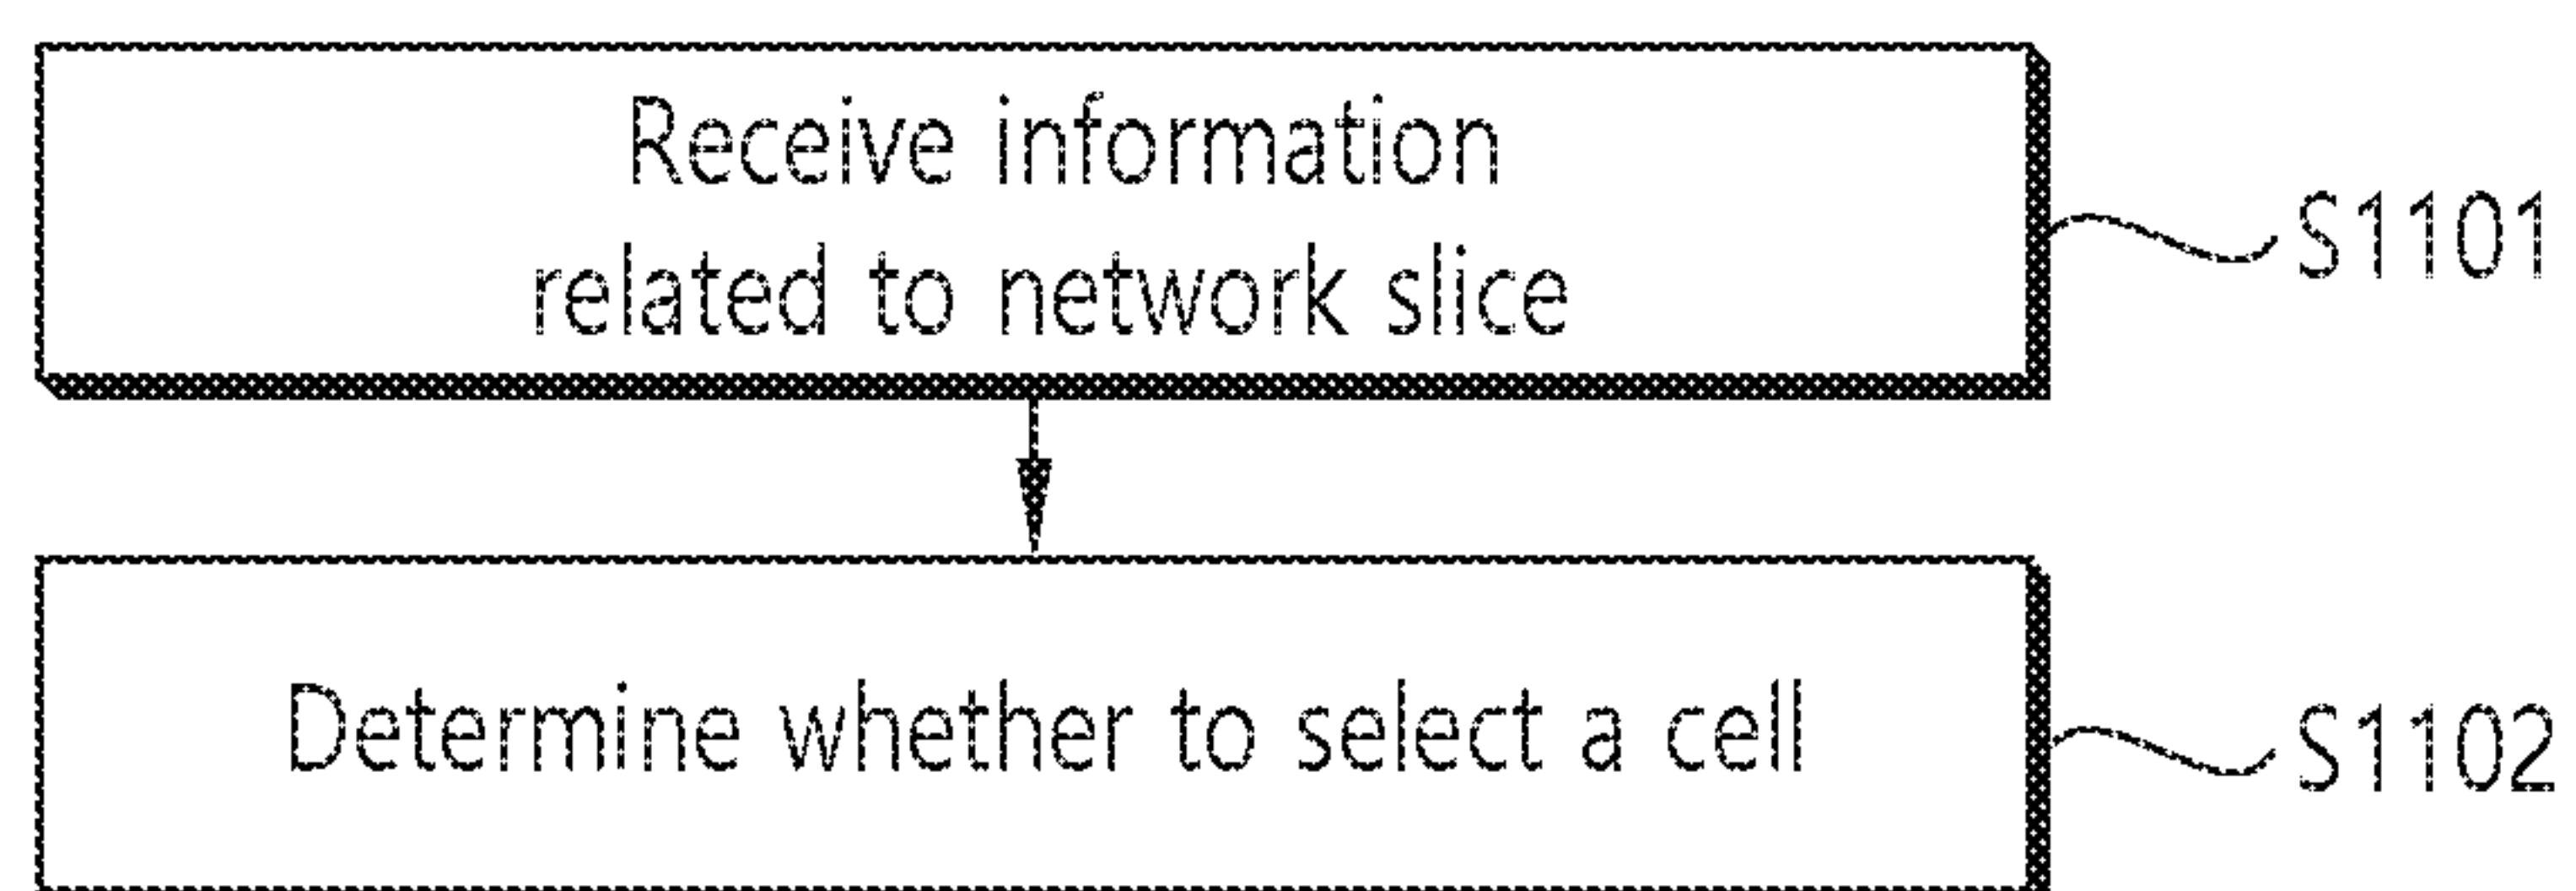 Receive information
related to network slice
S1101
Determine whether to select a cell
S1102